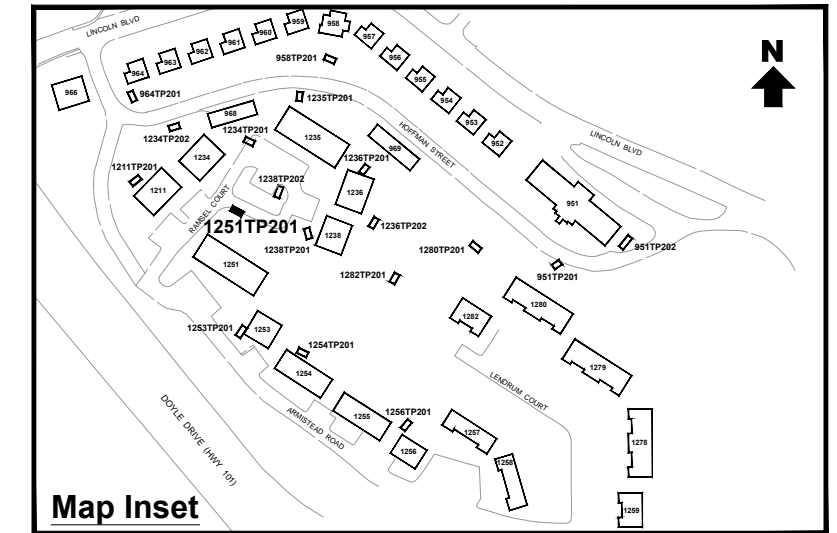 LINCOLN BLVD
959
958
960
957
961
962
956
963
958TP201
964
955
966
964TP201
1235TP201
954
968
953
LINCOLN BLVD
1234TP202
1234TP201
1235
HOFFMAN STREET
952
969
1234
1236TP201
1211TP201
1238TP202
1211
1236
RAMSEL COURT
951
1251TP201
1236TP202
1238TP201
1238
1280TP201
951TP202
1251
1282TP201
951TP201
1280
1282
1253TP201
1253
1254TP201
1279
1254
LENDRUM COURT
DOYLE DRIVE (HWY 101)
ARMISTEAD ROAD
1255
1256TP201
1257
1278
1256
1258
1259
N
Map Inset